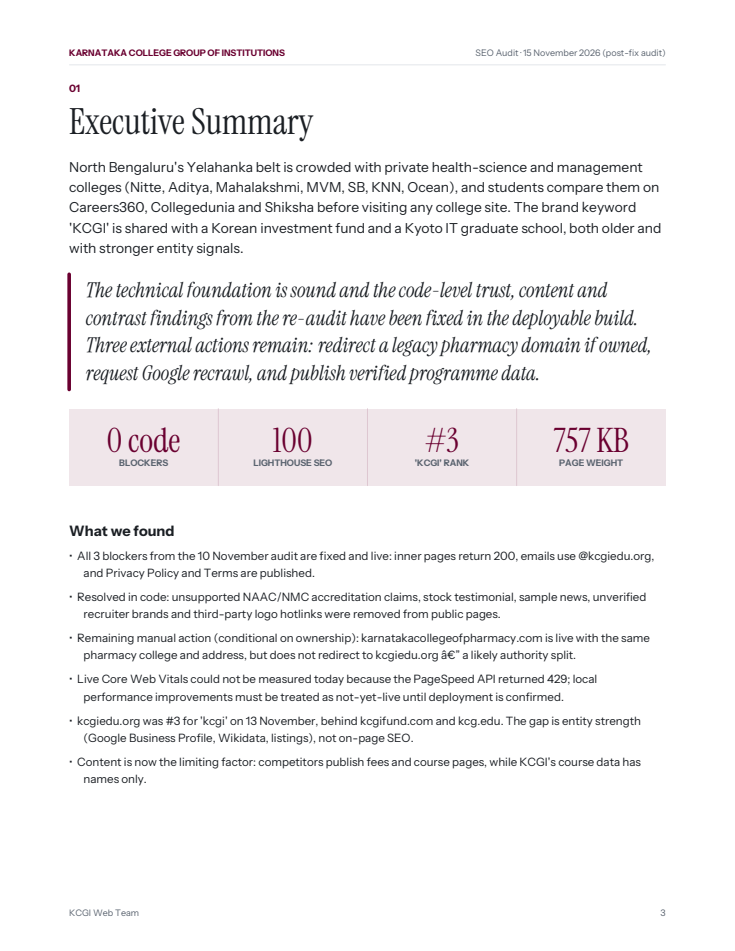 KARNATAKA COLLEGE GROUP OF INSTITUTIONS
SEO Audit · 15 November 2026 (post-fix audit)
01
Executive Summary
North Bengaluru's Yelahanka belt is crowded with private health-science and management
colleges (Nitte, Aditya, Mahalakshmi, MVM, SB, KNN, Ocean), and students compare them on
Careers360, Collegedunia and Shiksha before visiting any college site. The brand keyword
'KCGI' is shared with a Korean investment fund and a Kyoto IT graduate school, both older and
with stronger entity signals.
The technical foundation is sound and the code-level trust, content and
contrast findings from the re-audit have been fixed in the deployable build.
Three external actions remain: redirect a legacy pharmacy domain if owned,
request Google recrawl, and publish verified programme data.
0 code
BLOCKERS
100
LIGHTHOUSE SEO
#3
'KCGI' RANK
757 KB
PAGE WEIGHT
What we found
· All 3 blockers from the 10 November audit are fixed and live: inner pages return 200, emails use @kcgiedu.org,
and Privacy Policy and Terms are published.
· Resolved in code: unsupported NAAC/NMC accreditation claims, stock testimonial, sample news, unverified
recruiter brands and third-party logo hotlinks were removed from public pages.
· Remaining manual action (conditional on ownership): karnatakacollegeofpharmacy.com is live with the same
pharmacy college and address, but does not redirect to kcgiedu.org â€" a likely authority split.
· Live Core Web Vitals could not be measured today because the PageSpeed API returned 429; local
performance improvements must be treated as not-yet-live until deployment is confirmed.
· kcgiedu.org was #3 for 'kcgi' on 13 November, behind kcgifund.com and kcg.edu. The gap is entity strength
(Google Business Profile, Wikidata, listings), not on-page SEO.
· Content is now the limiting factor: competitors publish fees and course pages, while KCGI's course data has
names only.
KCGI Web Team
3